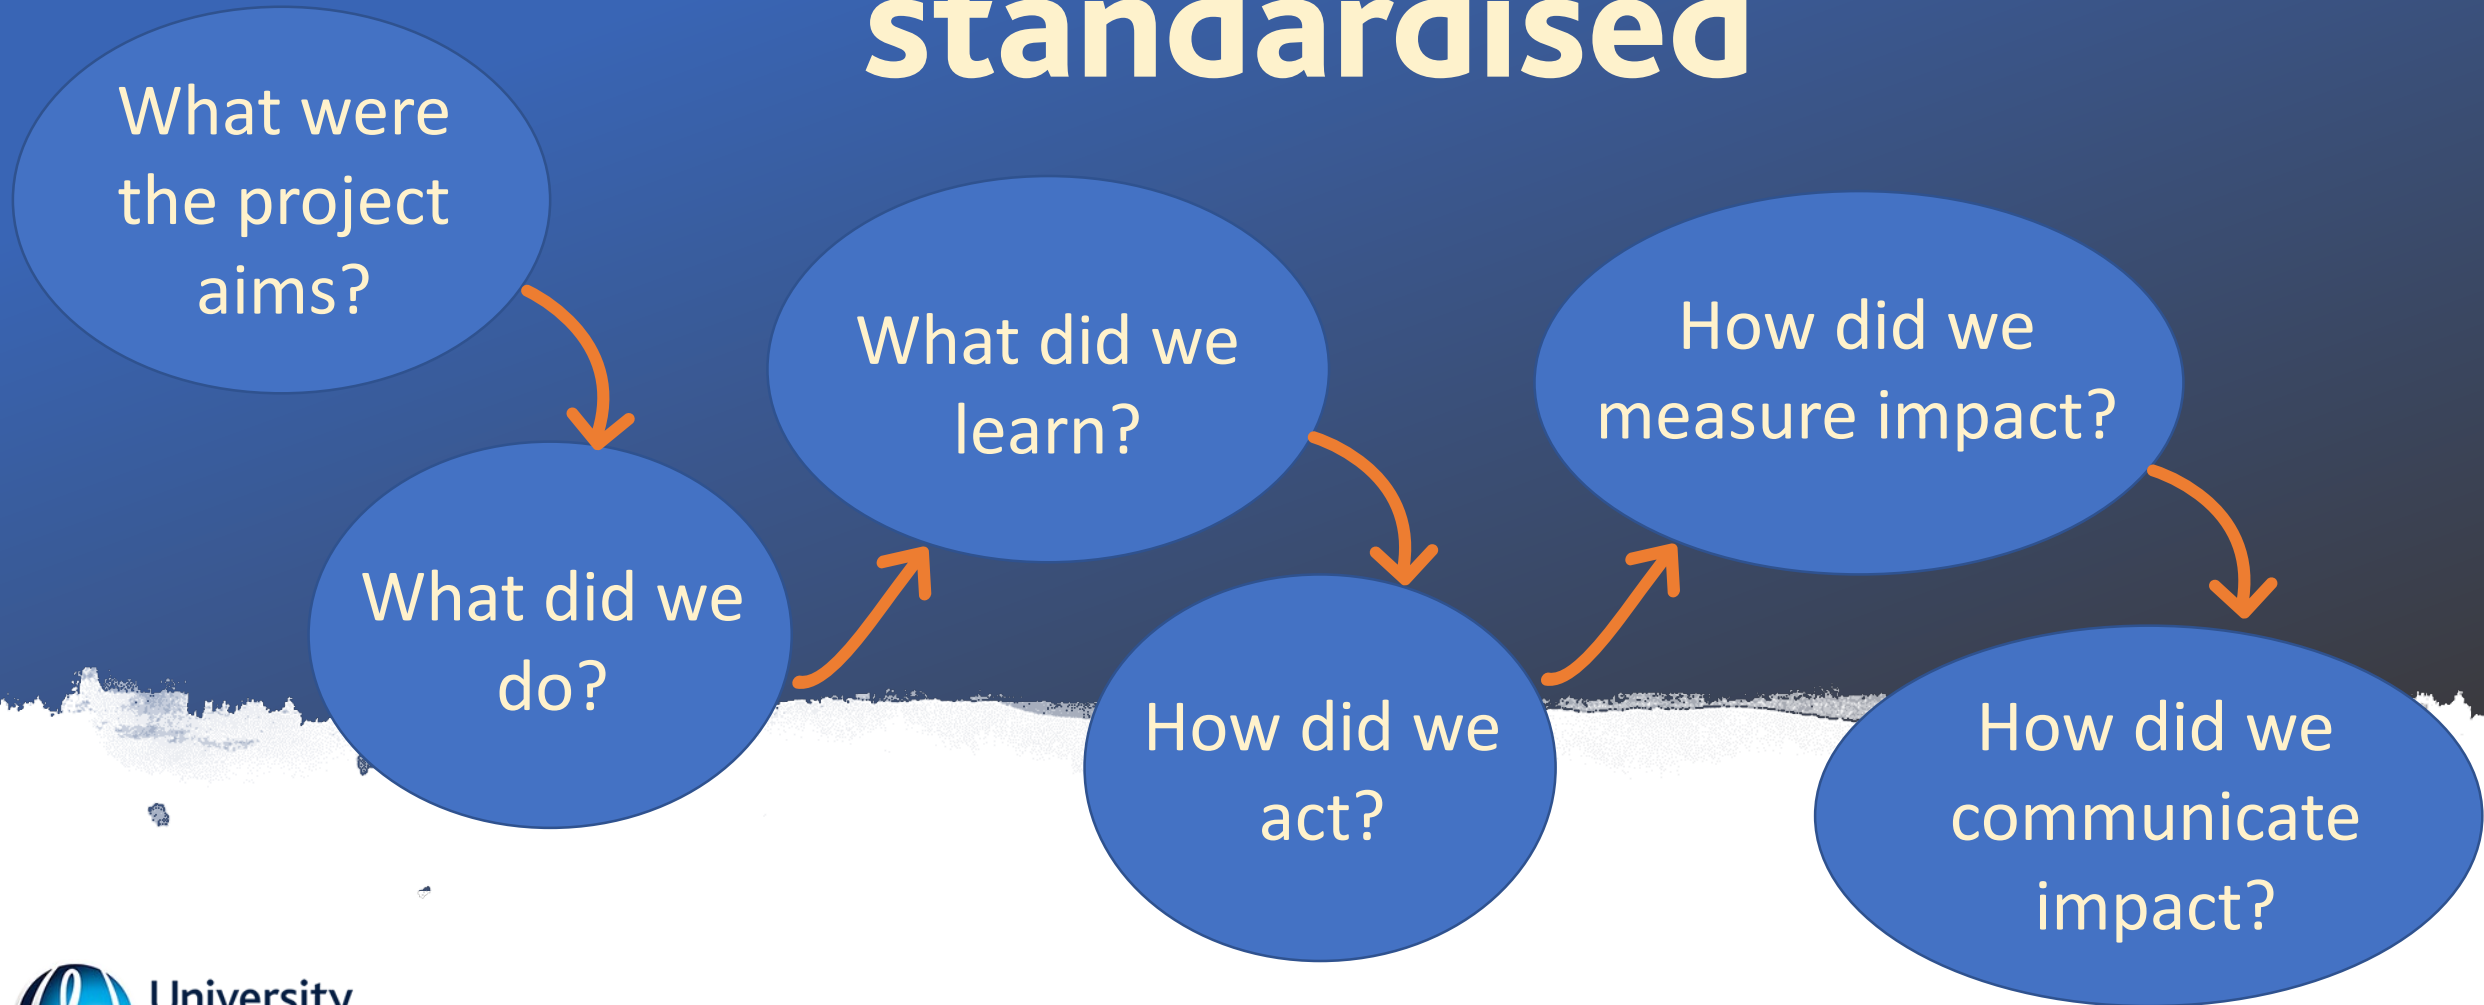 standardised
What were
the project
aims?
What did we
do?
What did we
learn?
How did we
act?
How did we
measure impact?
How did we
communicate
impact?
University